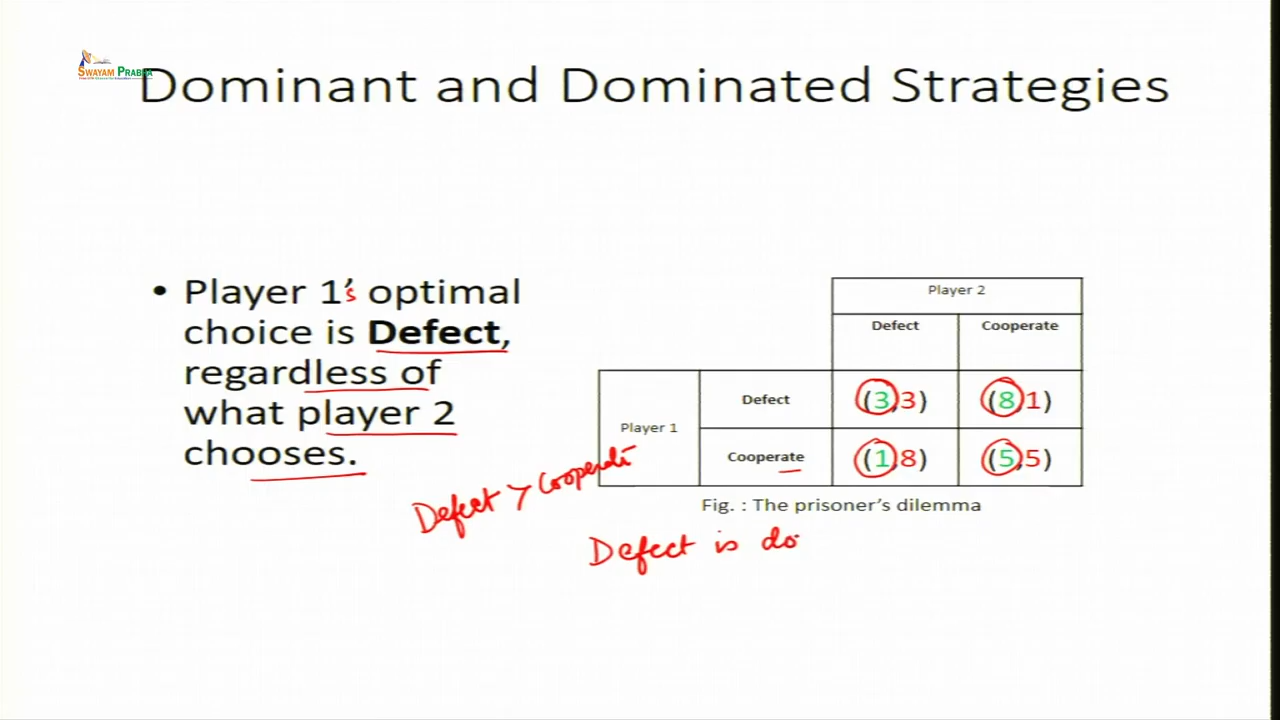 SWAYAM PRABHA
Dominant and Dominated Strategies
• Player 1's optimal
choice is Defect,
regardless of
what player 2
chooses.
Player 2
Defect Cooperate
Player 1
Defect (3,3) (8,1)
Cooperate (1,8) (5,5)
Fig. : The prisoner's dilemma
Defect > Cooperati
Defect is do